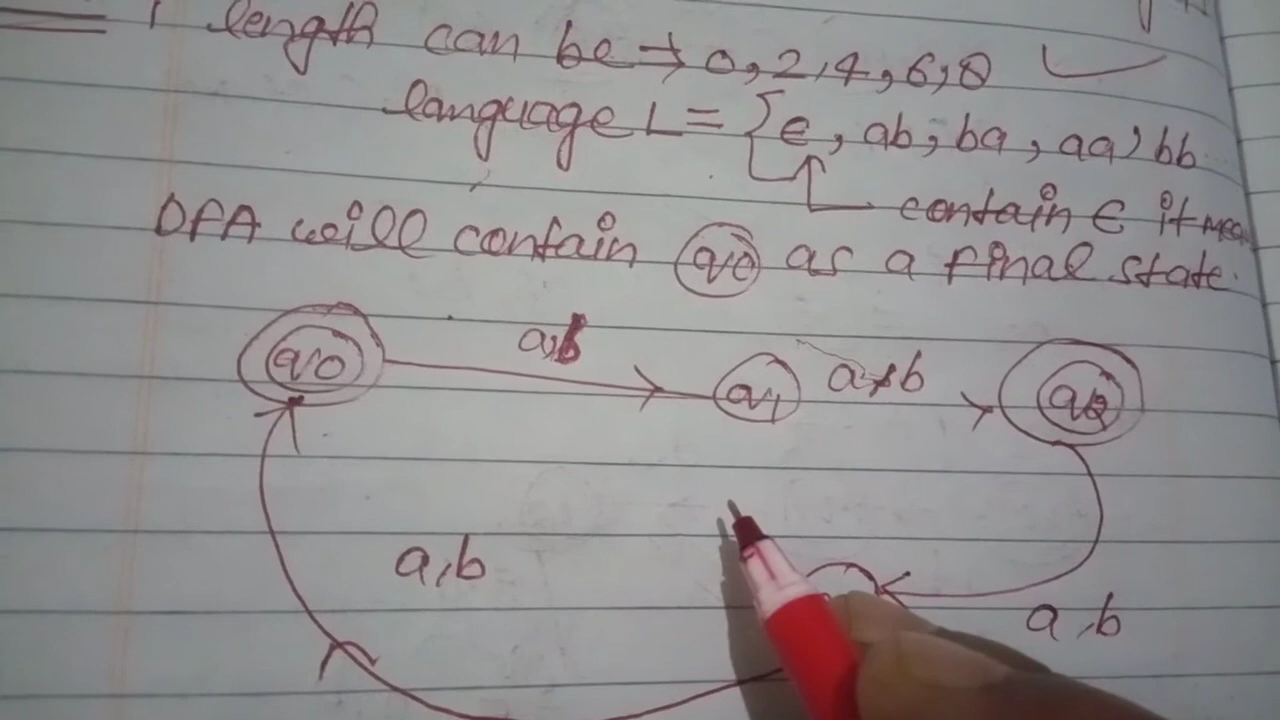 length can be → 0, 2, 4, 6, 8
language L = {ϵ, ab, ba, aa, bb
contain ϵ it mea
DFA will contain q0 as a final state.
q0 a,b q1 a,b q2
a,b
a,b